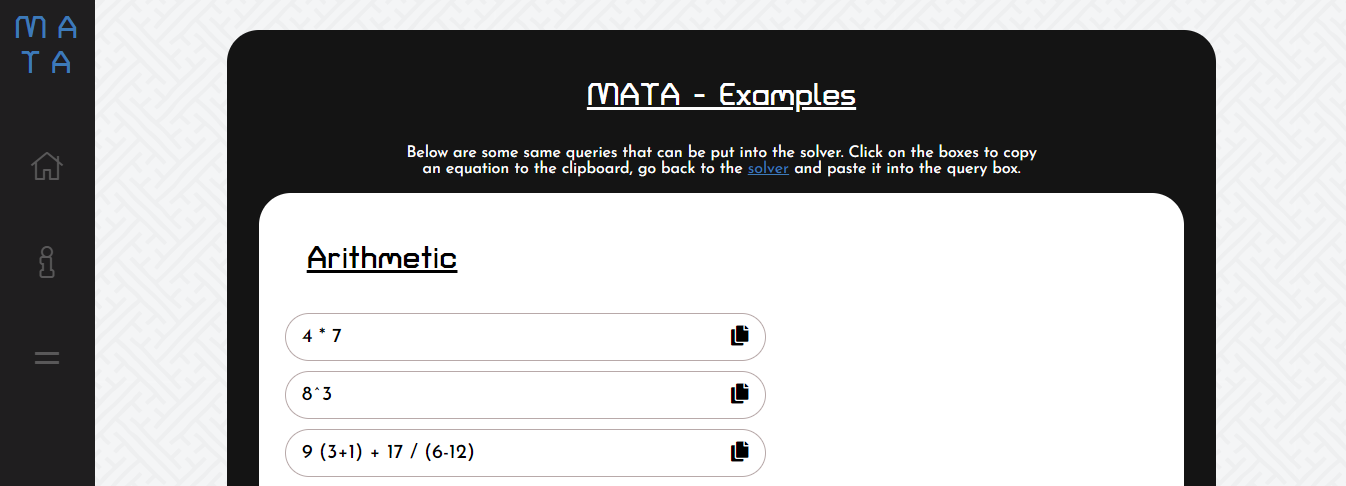 MA
TA
MATA - Examples
Below are some same queries that can be put into the solver. Click on the boxes to copy
an equation to the clipboard, go back to the solver and paste it into the query box.
Arithmetic
4 * 7
8^3
9 (3+1) + 17 / (6-12)